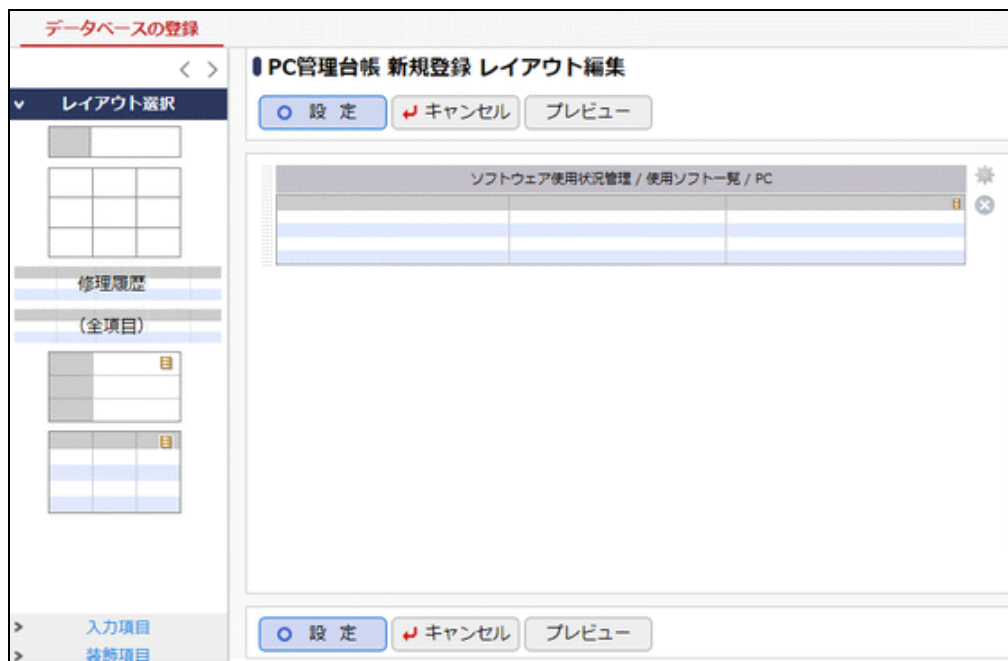 データベースの登録
PC管理台帳 新規登録 レイアウト編集
レイアウト選択
設 定
キャンセル
プレビュー
ソフトウェア使用状況管理 / 使用ソフト一覧 / PC
修理履歴
(全項目)
入力項目
装飾項目
設 定
キャンセル
プレビュー